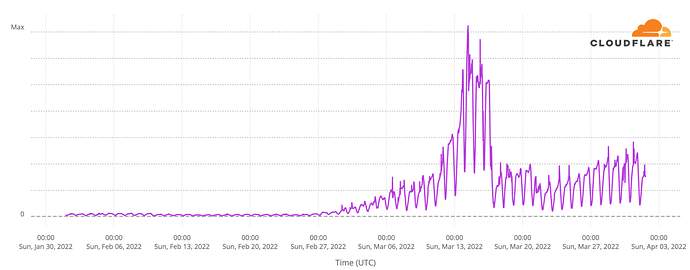 Max
CLOUDFLARE
0
00:00 00:00 00:00 00:00 00:00 00:00 00:00 00:00 00:00 00:00
Sun, Jan 30, 2022 Sun, Feb 06, 2022 Sun, Feb 13, 2022 Sun, Feb 20, 2022 Sun, Feb 27, 2022 Sun, Mar 06, 2022 Sun, Mar 13, 2022 Sun, Mar 20, 2022 Sun, Mar 27, 2022 Sun, Apr 03, 2022
Time (UTC)